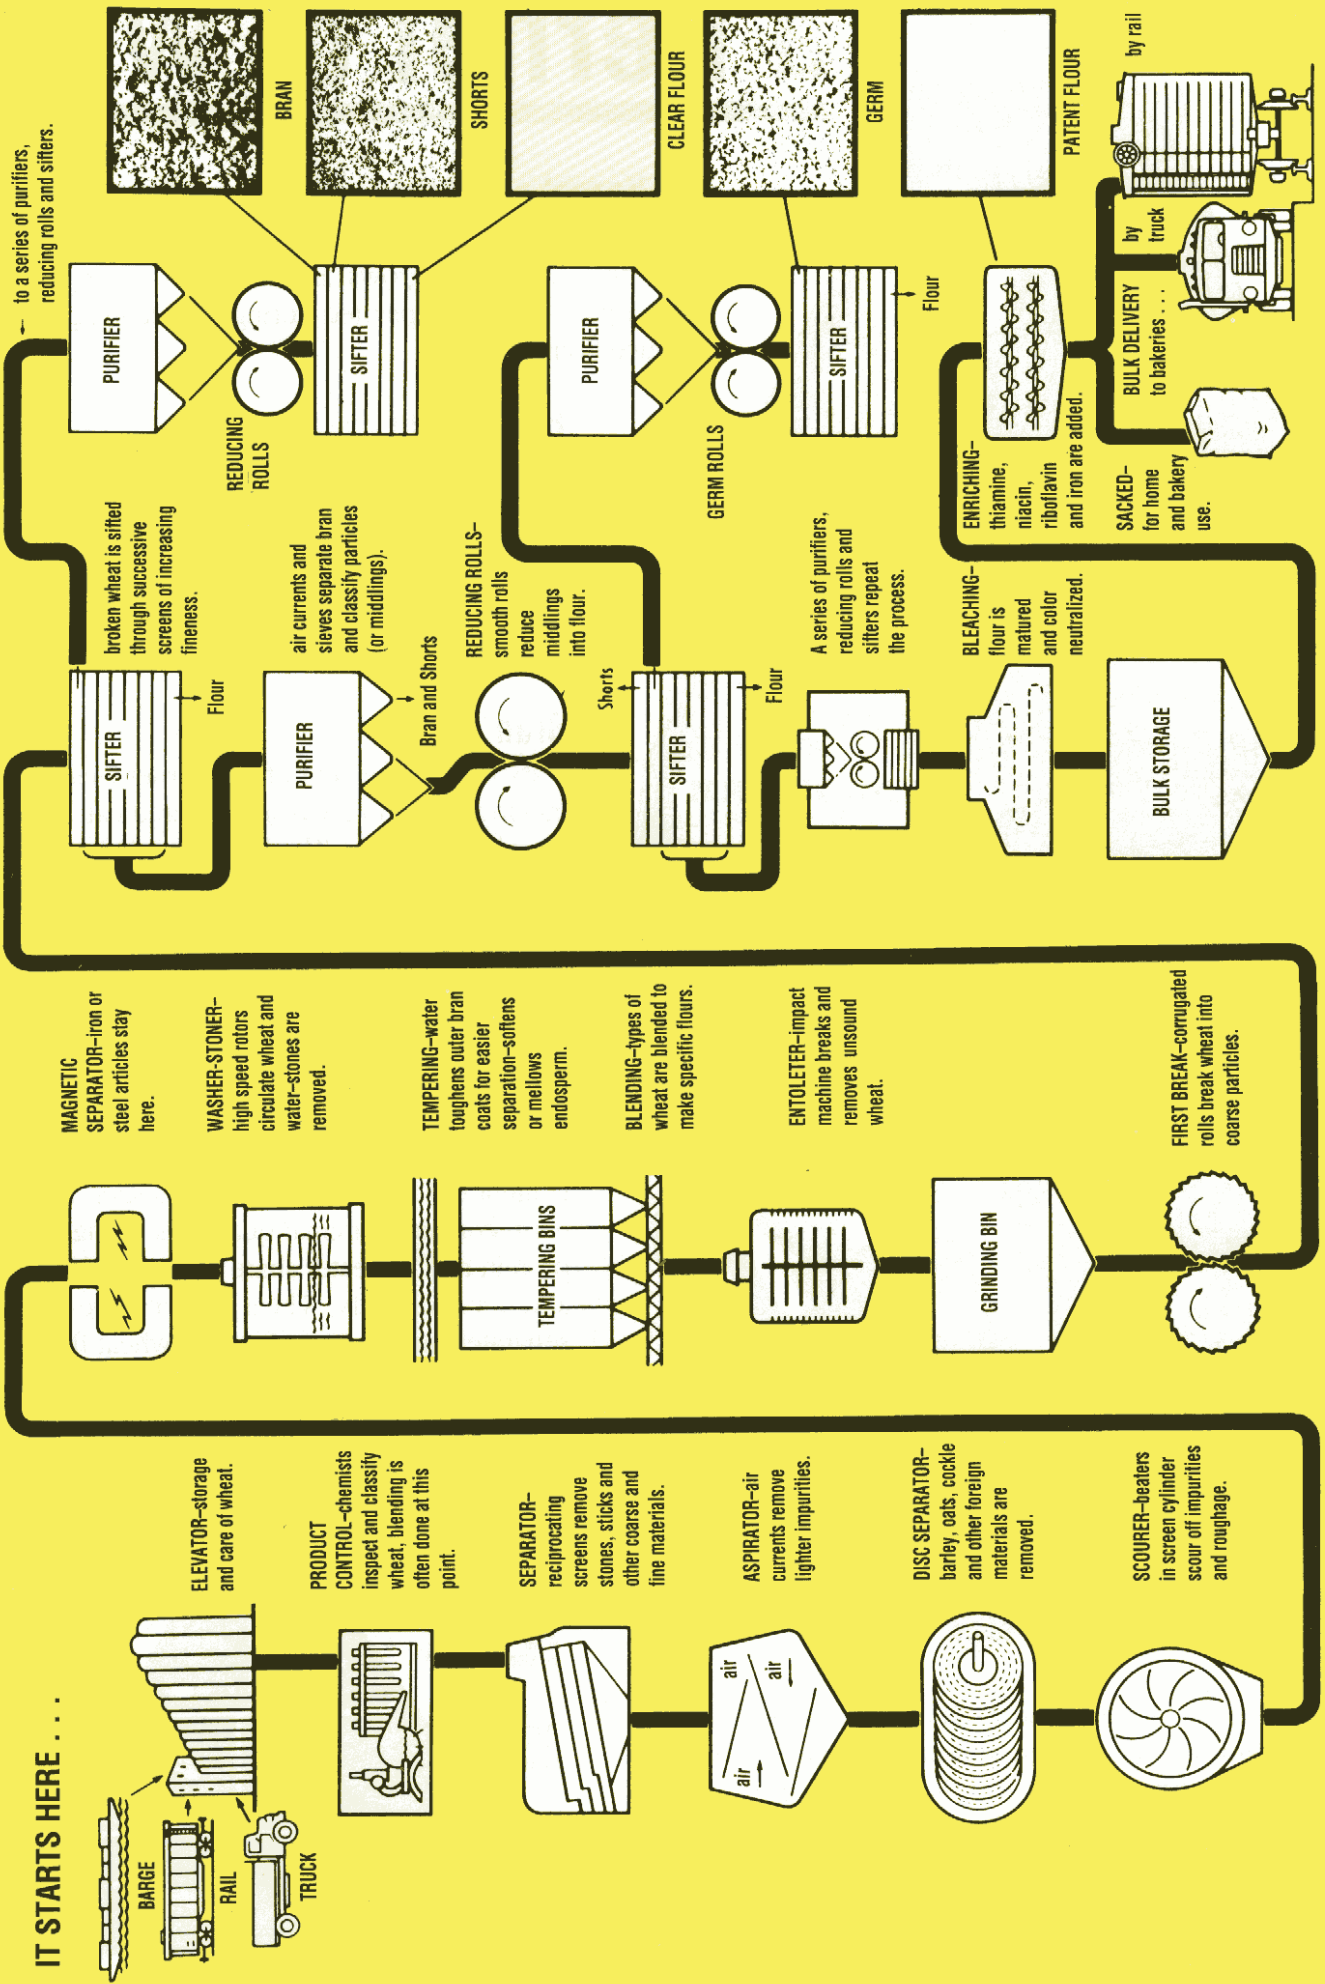 IT STARTS HERE . . .
BARGE
RAIL
TRUCK
ELEVATOR–storage
and care of wheat.
PRODUCT
CONTROL–chemists
inspect and classify
wheat, blending is
often done at this
point.
SEPARATOR–
reciprocating
screens remove
stones, sticks and
other coarse and
fine materials.
air
air
air
ASPIRATOR–air
currents remove
lighter impurities.
DISC SEPARATOR–
barley, oats, cockle
and other foreign
materials are
removed.
SCOURER–beaters
in screen cylinder
scour off impurities
and roughage.
MAGNETIC
SEPARATOR–iron or
steel articles stay
here.
WASHER-STONER–
high speed rotors
circulate wheat and
water–stones are
removed.
TEMPERING BINS
TEMPERING–water
toughens outer bran
coats for easier
separation–softens
or mellows
endosperm.
BLENDING–types of
wheat are blended to
make specific flours.
ENTOLETER–impact
machine breaks and
removes unsound
wheat.
GRINDING BIN
FIRST BREAK–corrugated
rolls break wheat into
coarse particles.
SIFTER
Flour
broken wheat is sifted
through successive
screens of increasing
fineness.
PURIFIER
Bran and Shorts
air currents and
sieves separate bran
and classify particles
(or middlings).
REDUCING ROLLS–
smooth rolls
reduce
middlings
into flour.
Shorts
SIFTER
Flour
A series of purifiers,
reducing rolls and
sifters repeat
the process.
BLEACHING–
flour is
matured
and color
neutralized.
BULK STORAGE
to a series of purifiers,
reducing rolls and sifters.
PURIFIER
REDUCING
ROLLS
SIFTER
BRAN
SHORTS
CLEAR FLOUR
PURIFIER
GERM ROLLS
SIFTER
Flour
GERM
ENRICHING–
thiamine,
niacin,
riboflavin
and iron are added.
PATENT FLOUR
SACKED–
for home
and bakery
use.
BULK DELIVERY
to bakeries . . .
by
truck
by rail